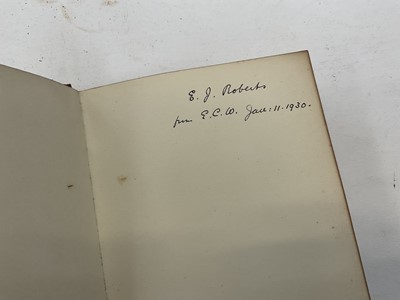 E. J. Roberts
from E.C.W. Jan: 11. 1930.